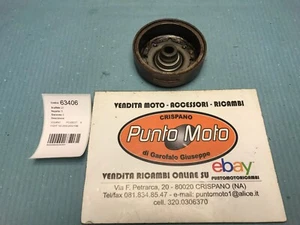 63406
VENDITA MOTO - ACCESSORI - RICAMBI
CRISPANO
Punto Moto
di Garofalo Giuseppe
ebay
VENDITA RICAMBI ONLINE SU
PUNTOMOTORICAMBI
Via F. Petrarca, 20 - 80020 CRISPANO (NA)
Tel/fax 081.834.65.47 - e-mail: puntomoto1@alice.it
cell. 320.0306370